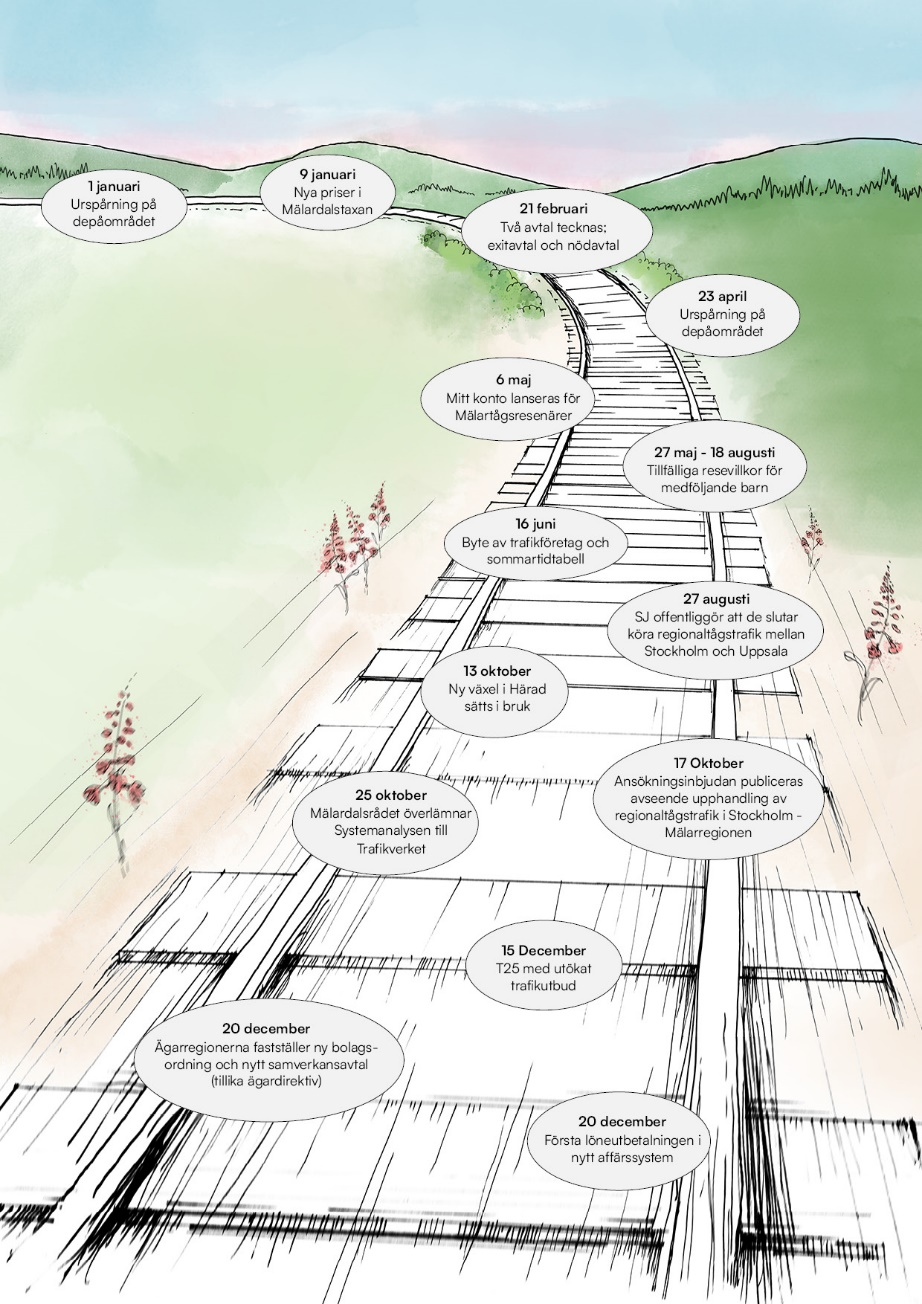 1 januari
Urspårning på
depåområdet
9 januari
Nya priser i
Mälardalstaxan
21 februari
Två avtal tecknas;
exitavtal och nödavtal
23 april
Urspårning på
depåområdet
6 maj
Mitt konto lanseras för
Mälartågsresenärer
27 maj - 18 augusti
Tillfälliga resevillkor för
medföljande barn
16 juni
Byte av trafikföretag och
sommartidtabell
27 augusti
SJ offentliggör att de slutar
köra regionaltågstrafik mellan
Stockholm och Uppsala
13 oktober
Ny växel i Härad
sätts i bruk
17 Oktober
Ansökningsinbjudan publiceras
avseende upphandling av
regionaltågstrafik i Stockholm -
Mälarregionen
25 oktober
Mälardalsrådet överlämnar
Systemanalysen till
Trafikverket
15 December
T25 med utökat
trafikutbud
20 december
Ägarregionerna fastställer ny bolags-
ordning och nytt samverkansavtal
(tillika ägardirektiv)
20 december
Första löneutbetalningen i
nytt affärssystem